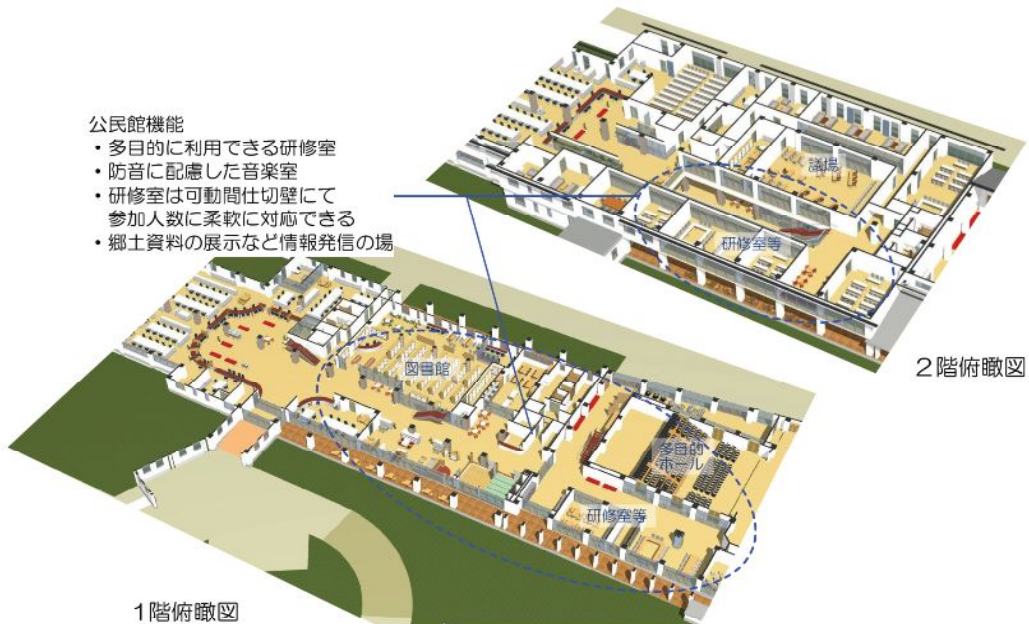 公民館機能
・多目的に利用できる研修室
・防音に配慮した音楽室
・研修室は可動間仕切壁にて
参加人数に柔軟に対応できる
・郷土資料の展示など情報発信の場
議場
研修室等
2階俯瞰図
図書館
多目的
ホール
研修室等
1階俯瞰図